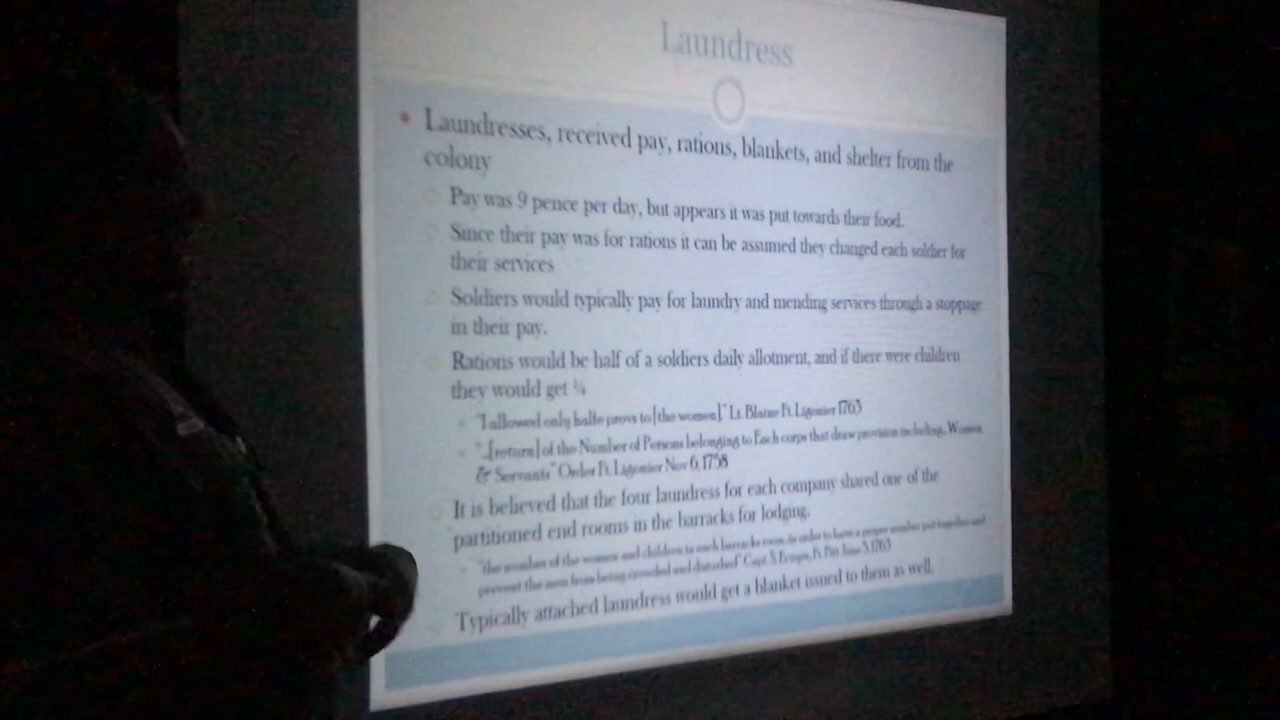 Laundress
Laundresses, received pay, rations, blankets, and shelter from the
colony
Pay was 9 pence per day, but appears it was put towards their food.
Since their pay was for rations it can be assumed they changed each soldier for
their services
Soldiers would typically pay for laundry and mending services through a stoppage
in their pay.
Rations would be half of a soldiers daily allotment, and if there were children
they would get ¼
"I allowed only halfe provs to [the women]." Lt. Blaine Ft. Ligonier 1763
"..[return] of the Number of Persons belonging to Each corps that draw provision including, Women
& Servants" Order Ft. Ligonier Nov 6, 1758
It is believed that the four laundress for each company shared one of the
partitioned end rooms in the barracks for lodging.
"the number of the women and children in each barracks room, in order to have a proper number put together and
prevent the men from being crowded and disturbed" Capt. S. Ft. Pitt June 5, 1763
Typically attached laundress would get a blanket issued to them as well.